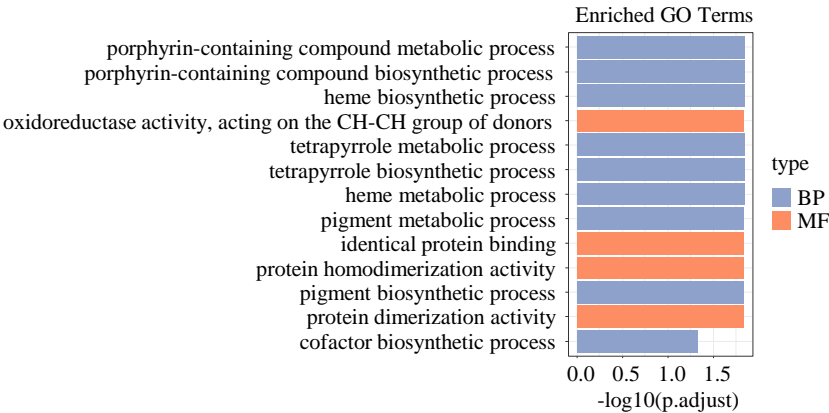 Enriched GO Terms
porphyrin-containing compound metabolic process
porphyrin-containing compound biosynthetic process
heme biosynthetic process
oxidoreductase activity, acting on the CH-CH group of donors
tetrapyrrole metabolic process
tetrapyrrole biosynthetic process
heme metabolic process
pigment metabolic process
identical protein binding
protein homodimerization activity
pigment biosynthetic process
protein dimerization activity
cofactor biosynthetic process
type
BP
MF
0.0 0.5 1.0 1.5
-log10(p.adjust)